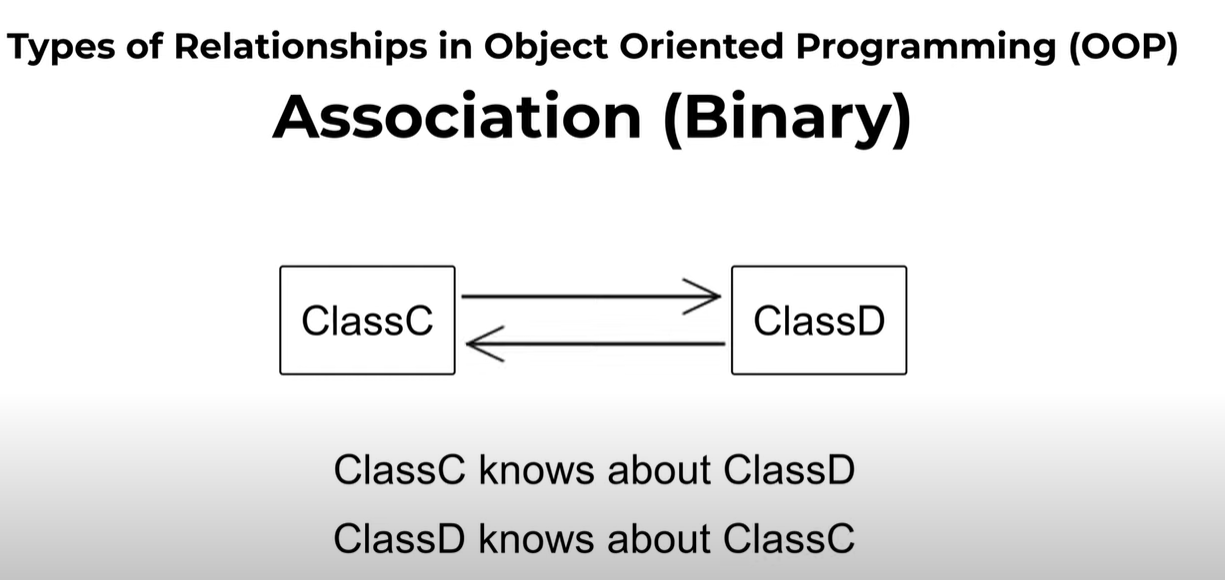 Types of Relationships in Object Oriented Programming (OOP)
Association (Binary)
ClassC
ClassD
ClassC knows about ClassD
ClassD knows about ClassC